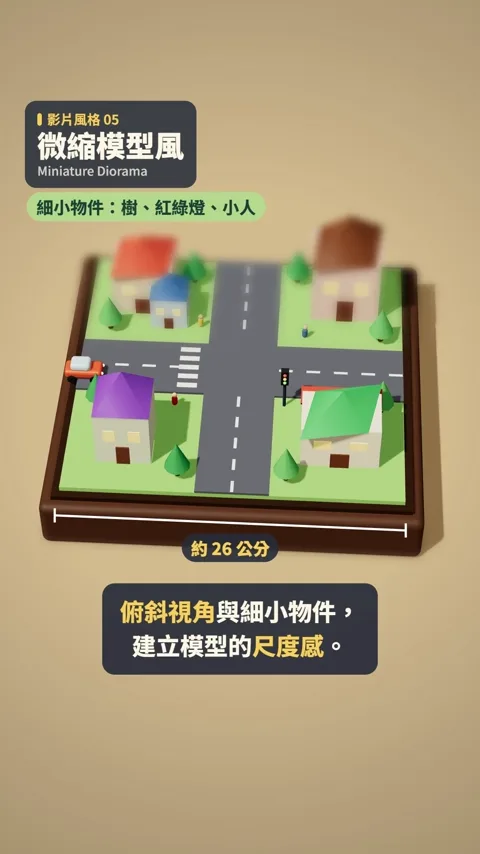 影片風格 05
微縮模型風
Miniature Diorama
細小物件：樹、紅綠燈、小人
約 26 公分
俯斜視角與細小物件，
建立模型的尺度感。